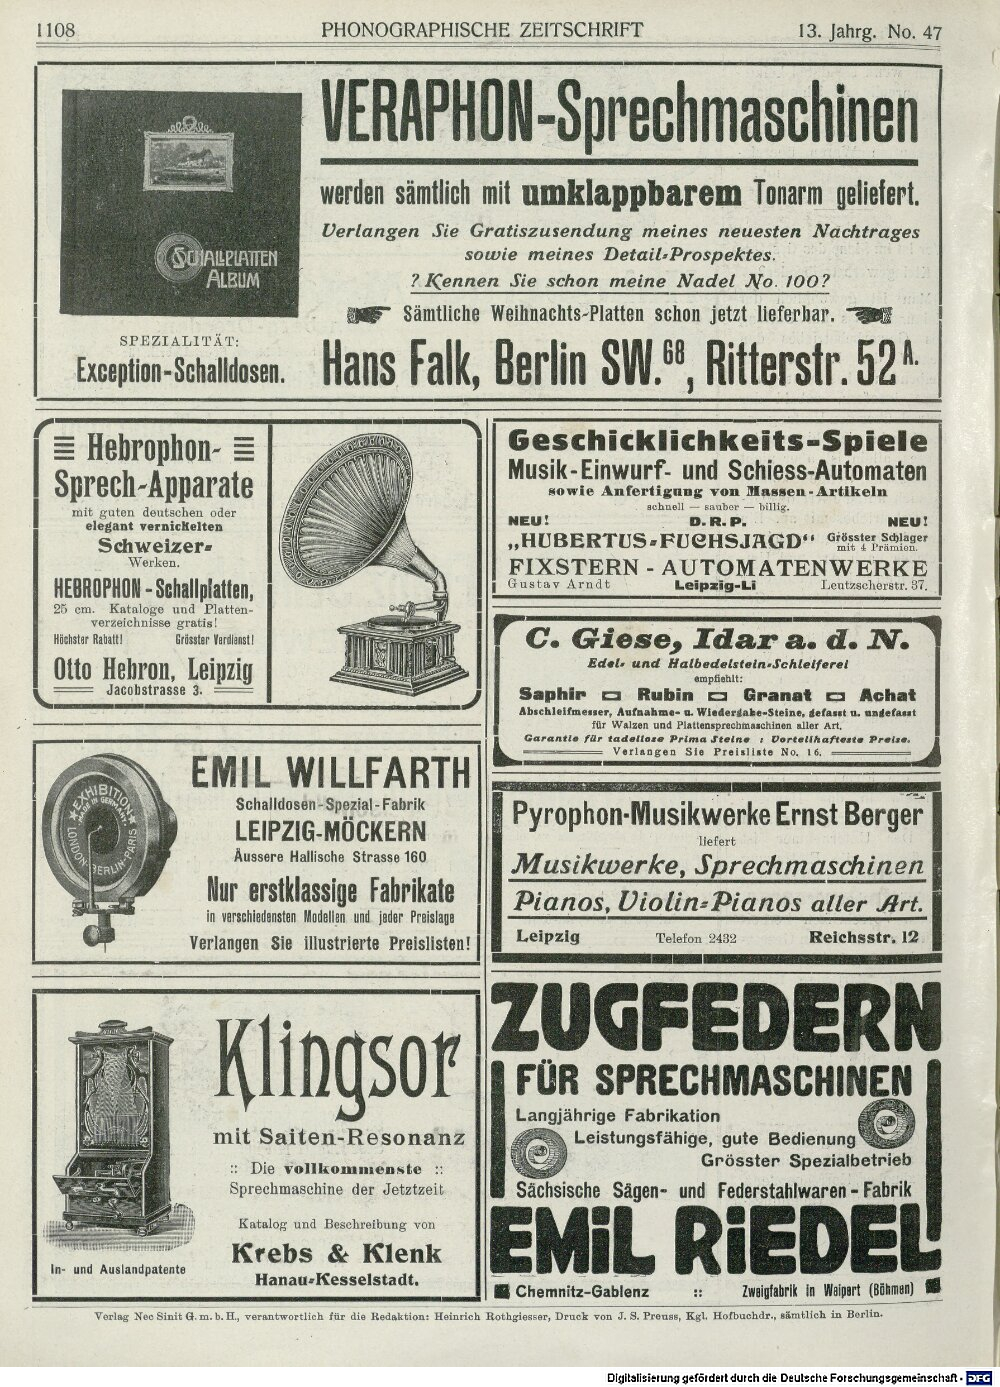 1108
PHONOGRAPHISCHE ZEITSCHRIFT
13. Jahrg. No. 47
SCHALLPLATTEN
ALBUM
SPEZIALITÄT:
Exception-Schalldosen.
VERAPHON-Sprechmaschinen
werden sämtlich mit umklappbarem Tonarm geliefert.
Verlangen Sie Gratiszusendung meines neuesten Nachtrages
sowie meines Detail-Prospektes.
? Kennen Sie schon meine Nadel No. 100?
Sämtliche Weihnachts-Platten schon jetzt lieferbar.
Hans Falk, Berlin SW. 68, Ritterstr. 52 A.
Hebrophon-
Sprech-Apparate
mit guten deutschen oder
elegant vernickelten
Schweizer-
Werken.
HEBROPHON-Schallplatten,
25 cm. Kataloge und Platten-
verzeichnisse gratis!
Höchster Rabatt! Grösster Verdienst!
Otto Hebron, Leipzig
Jacobstrasse 3.
EXHIBITION
MADE IN GERMANY
LONDON-BERLIN-PARIS
EMIL WILLFARTH
Schalldosen-Spezial-Fabrik
LEIPZIG-MÖCKERN
Äussere Hallische Strasse 160
Nur erstklassige Fabrikate
in verschiedensten Modellen und jeder Preislage
Verlangen Sie illustrierte Preislisten!
In- und Auslandpatente
Klingsor
mit Saiten-Resonanz
:: Die vollkommenste ::
Sprechmaschine der Jetztzeit
Katalog und Beschreibung von
Krebs & Klenk
Hanau-Kesselstadt.
Geschicklichkeits-Spiele
Musik-Einwurf- und Schiess-Automaten
sowie Anfertigung von Massen-Artikeln
schnell — sauber — billig.
NEU! D.R.P. NEU!
„HUBERTUS-FUCHSJAGD“ Grösster Schlager
mit 4 Prämien.
FIXSTERN-AUTOMATENWERKE
Gustav Arndt Leipzig-Li Leutzscherstr. 37.
C. Giese, Idar a. d. N.
Edel- und Halbedelstein-Schleiferei
empfiehlt:
Saphir Rubin Granat Achat
Abschleifmesser, Aufnahme- u. Wiedergabe-Steine, gefasst u. ungefasst
für Walzen und Plattensprechmaschinen aller Art.
Garantie für tadellose Prima Steine : Vorteilhafteste Preise.
Verlangen Sie Preisliste No. 16.
Pyrophon-Musikwerke Ernst Berger
liefert
Musikwerke, Sprechmaschinen
Pianos, Violin-Pianos aller Art.
Leipzig Telefon 2432 Reichsstr. 12
ZUGFEDERN
FÜR SPRECHMASCHINEN
Langjährige Fabrikation
Leistungsfähige, gute Bedienung
Grösster Spezialbetrieb
Sächsische Sägen- und Federstahlwaren-Fabrik
EMiL RiEDEL
Chemnitz-Gablenz :: Zweigfabrik in Weipert (Böhmen)
Verlag Nec Sinit G. m. b. H., verantwortlich für die Redaktion: Heinrich Rothgiesser, Druck von J. S. Preuss, Kgl. Hofbuchdr., sämtlich in Berlin.
Digitalisierung gefördert durch die Deutsche Forschungsgemeinschaft - DFG